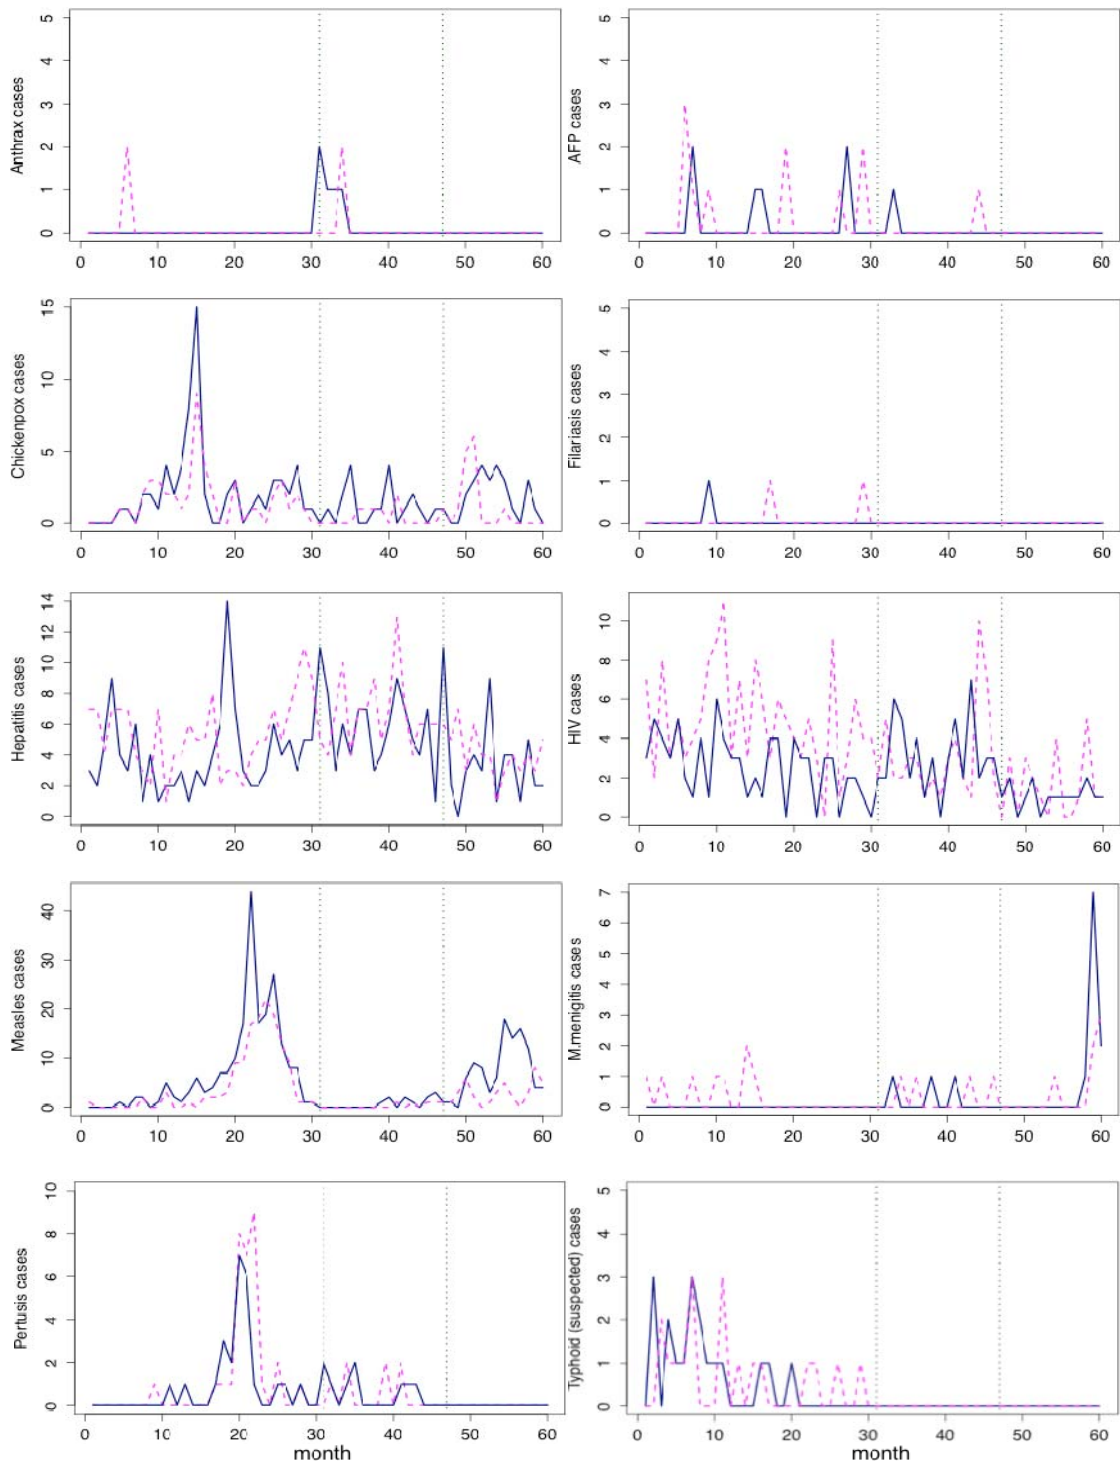 Anthrax cases
5
4
3
2
1
0
0 10 20 30 40 50 60
AFP cases
5
4
3
2
1
0
0 10 20 30 40 50 60
Chickenpox cases
15
10
5
0
0 10 20 30 40 50 60
Filariasis cases
5
4
3
2
1
0
0 10 20 30 40 50 60
Hepatitis cases
14
12
10
8
6
4
2
0
0 10 20 30 40 50 60
HIV cases
10
8
6
4
2
0
0 10 20 30 40 50 60
Measles cases
40
30
20
10
0
0 10 20 30 40 50 60
M.menigitis cases
7
6
5
4
3
2
1
0
0 10 20 30 40 50 60
Pertusis cases
10
8
6
4
2
0
0 10 20 30 40 50 60
month
Typhoid (suspected) cases
5
4
3
2
1
0
0 10 20 30 40 50 60
month